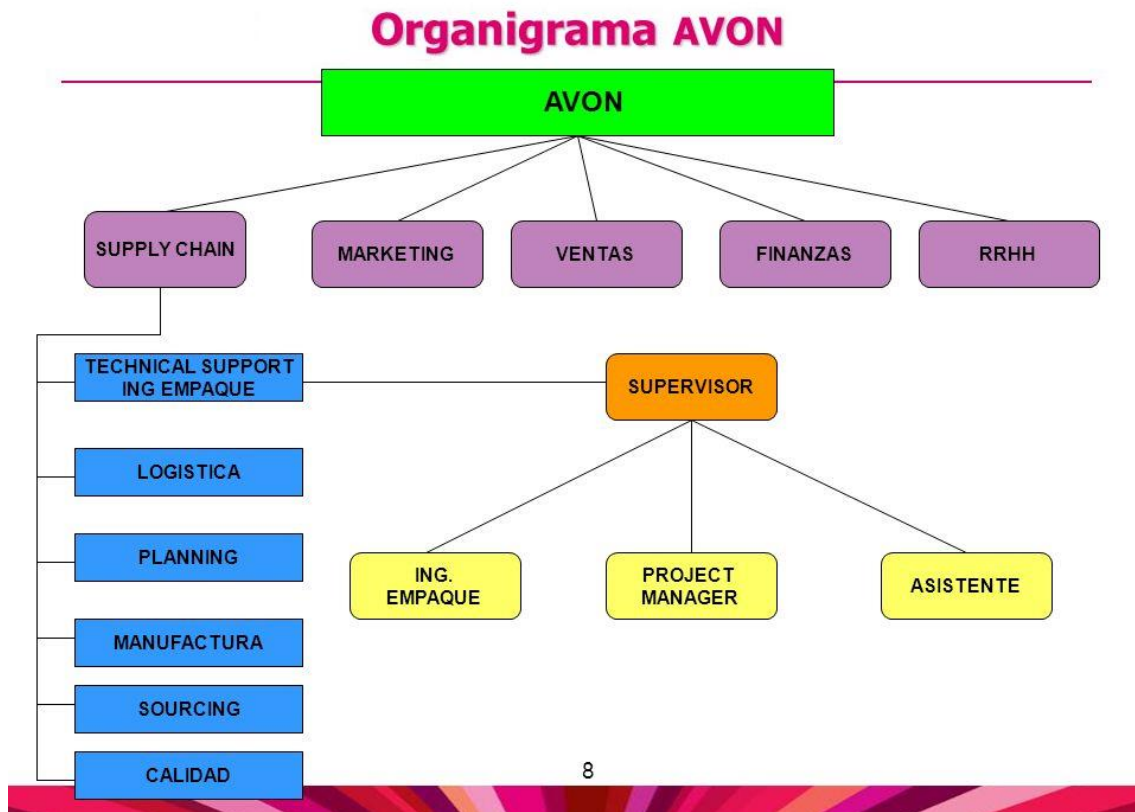 Organigrama AVON
AVON
SUPPLY CHAIN
MARKETING
VENTAS
FINANZAS
RRHH
TECHNICAL SUPPORT
ING EMPAQUE
SUPERVISOR
LOGISTICA
PLANNING
ING.
EMPAQUE
PROJECT
MANAGER
ASISTENTE
MANUFACTURA
SOURCING
CALIDAD
8